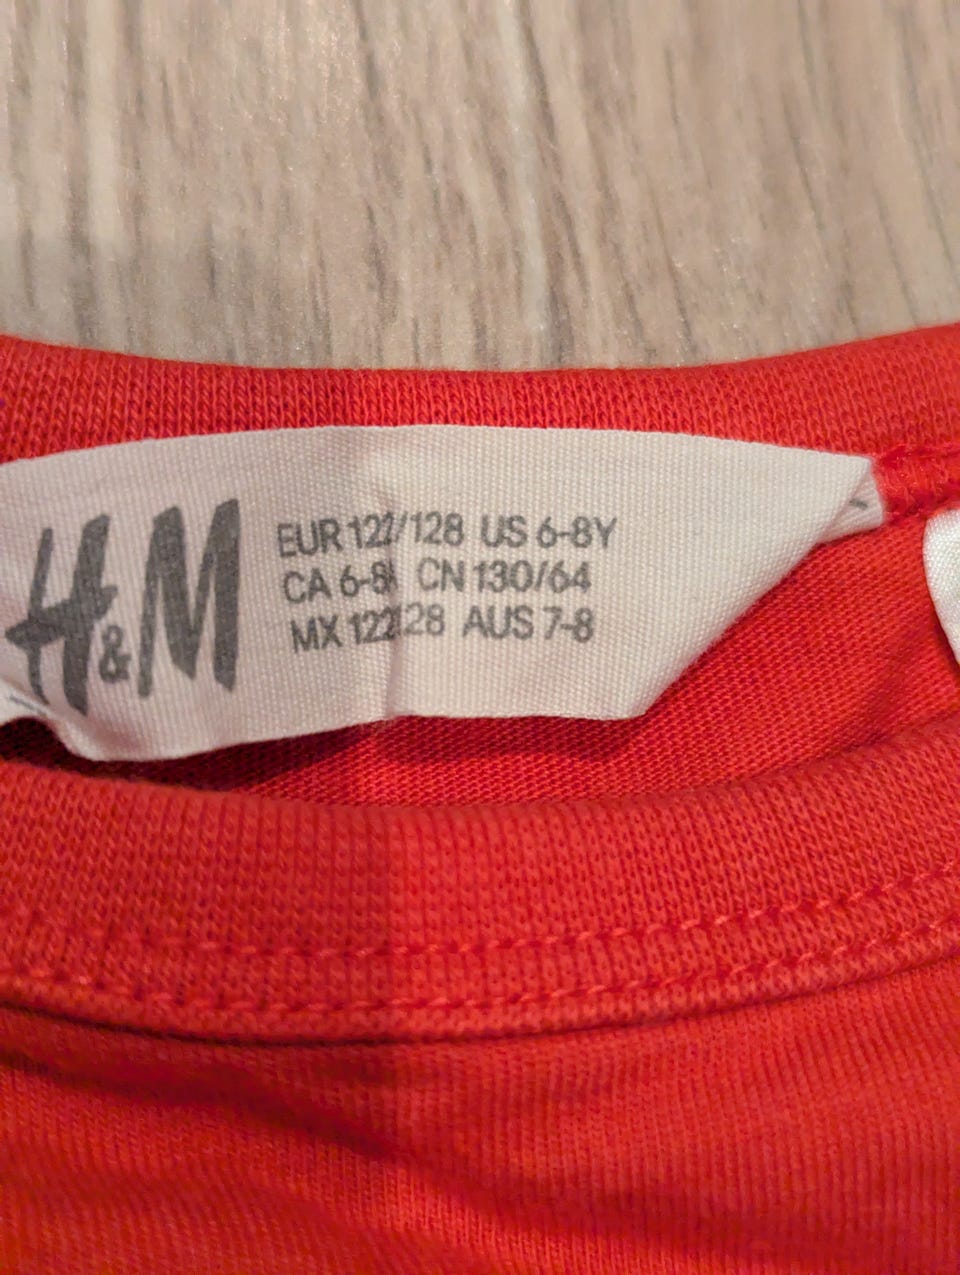 H&M
EUR 122/128 US 6-8Y
CA 6-8 CN 130/64
MX 122 128 AUS 7-8